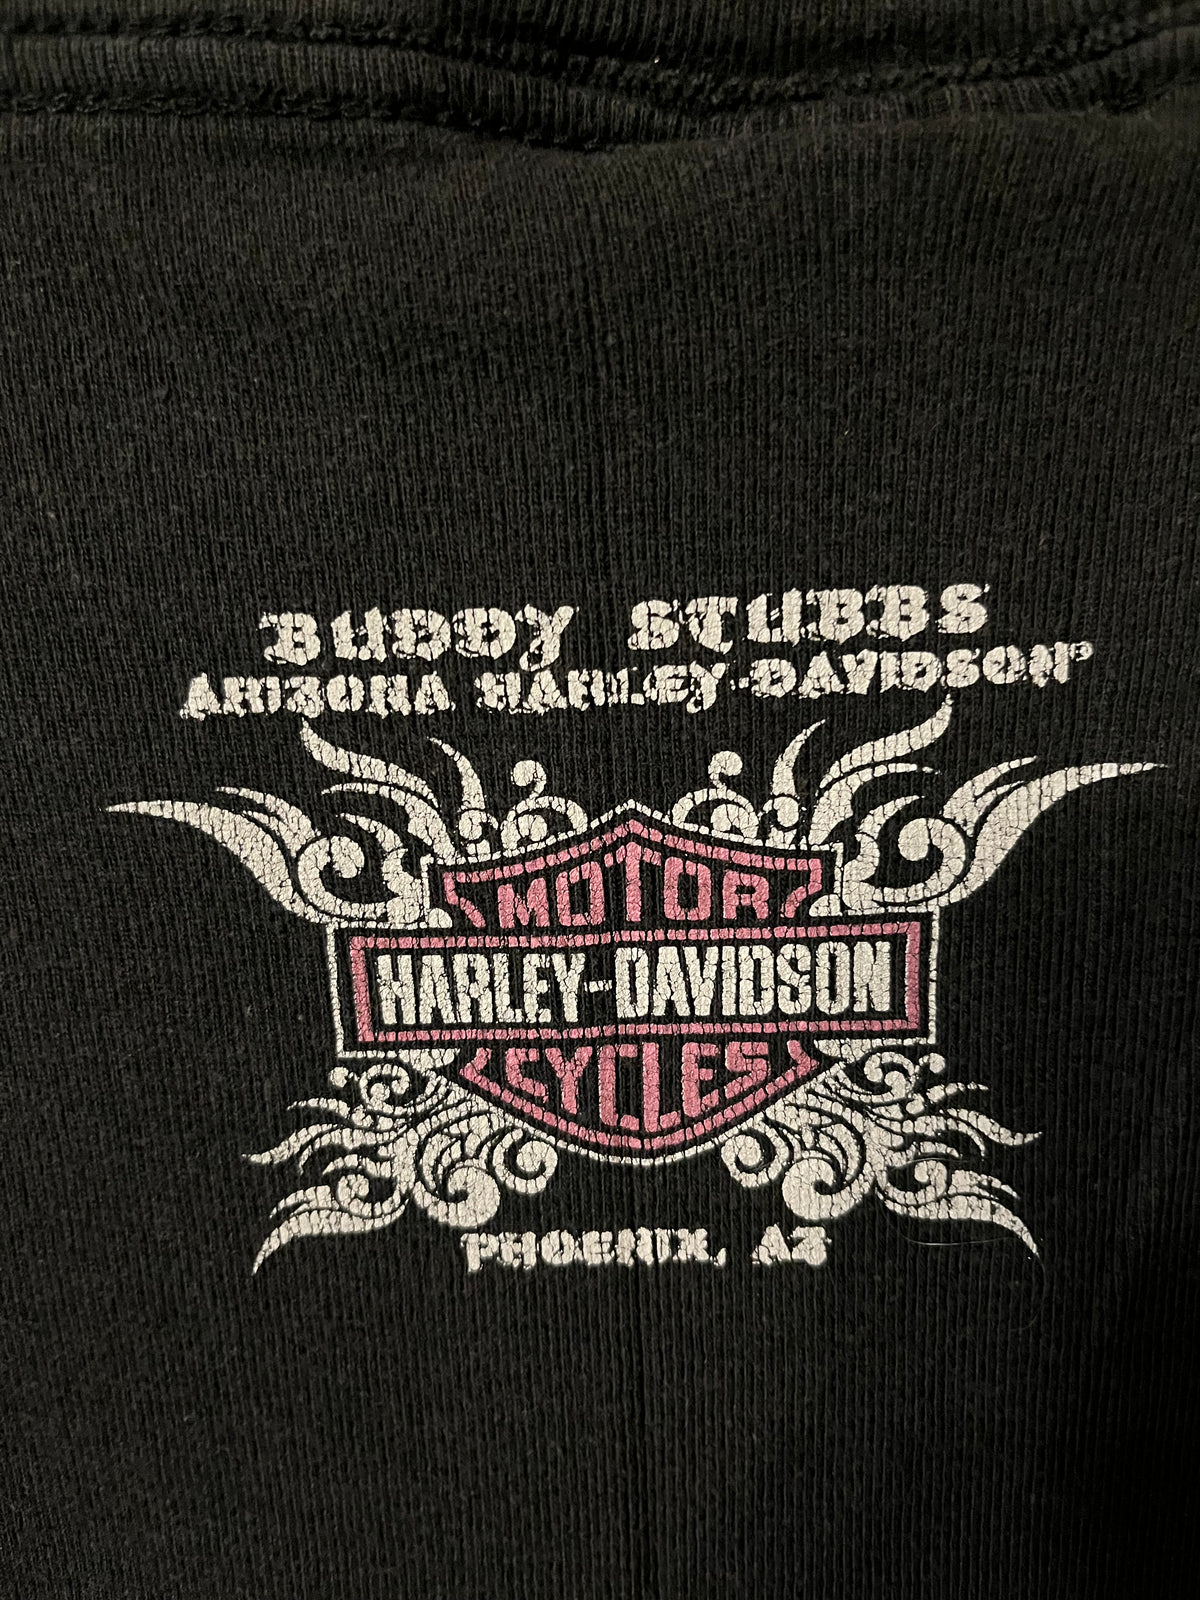 BUDDY STUBBS
ARIZONA HARLEY-DAVIDSON®
MOTOR
HARLEY-DAVIDSON
CYCLES
PHOENIX, AZ